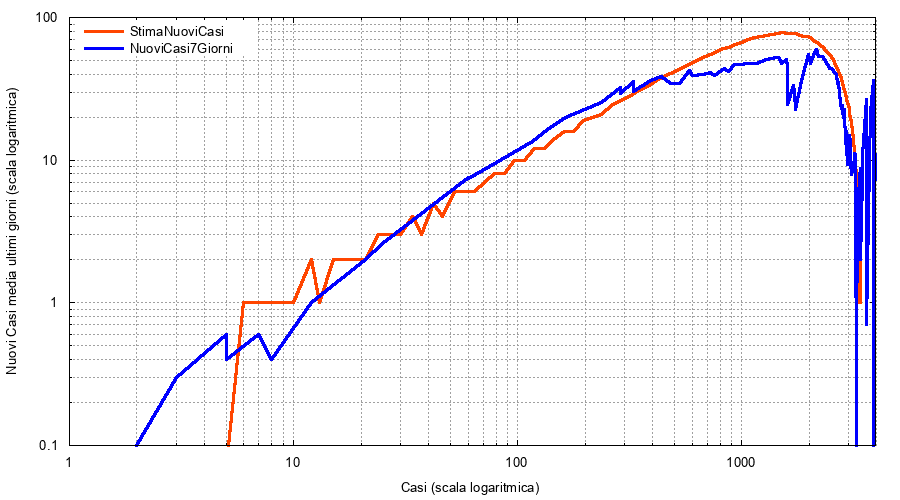 100
StimaNuoviCasi
NuoviCasi7Giorni
10
1
0.1
1
10
100
1000
Nuovi Casi media ultimi giorni (scala logaritmica)
Casi (scala logaritmica)